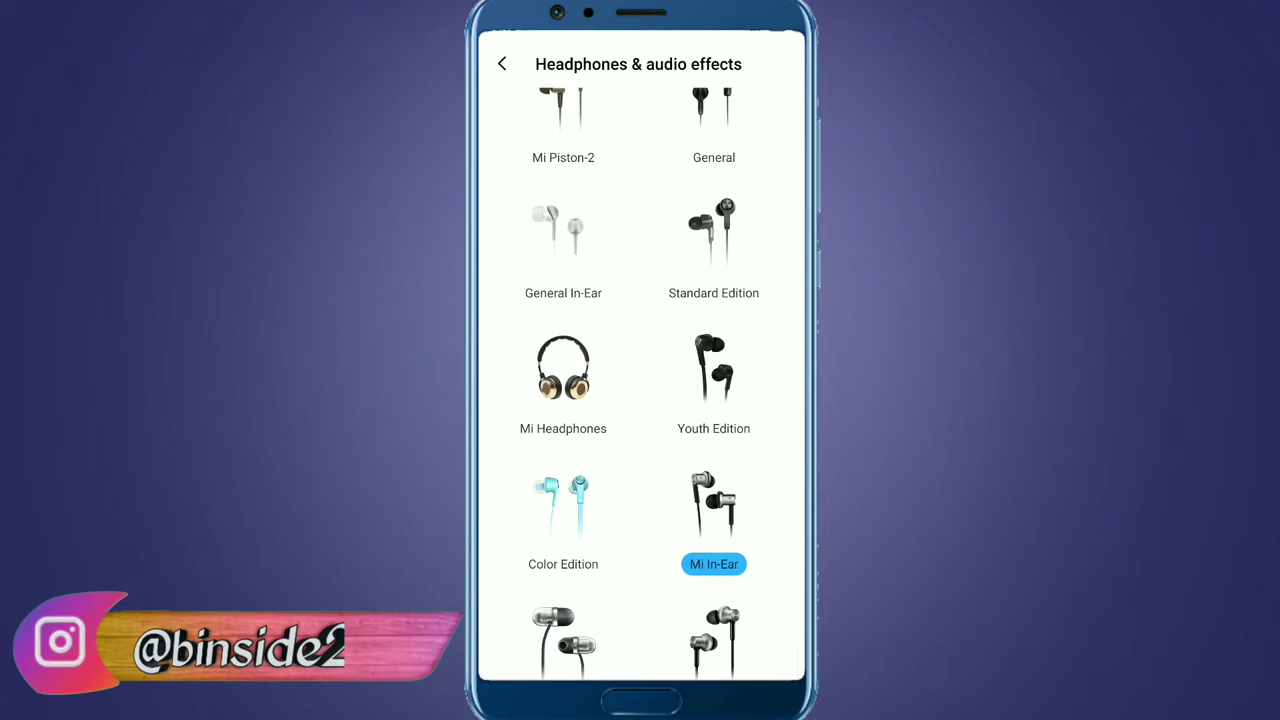 Headphones & audio effects
Mi Piston-2
General
General In-Ear
Standard Edition
Mi Headphones
Youth Edition
Color Edition
Mi In-Ear
@binside2